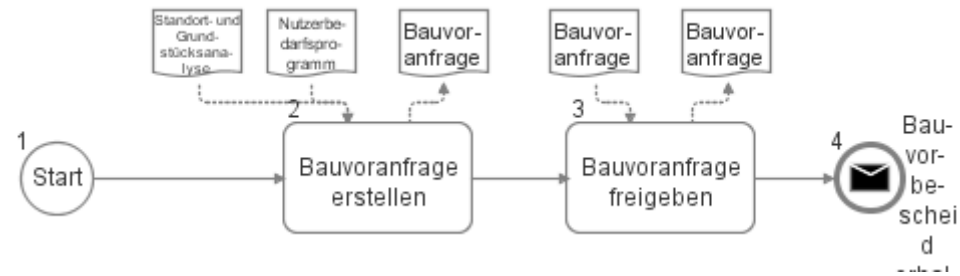 Standort- und
Grund-
stücksana-
lyse
Nutzerbe-
darfspro-
gramm
Bauvor-
anfrage
Bauvor-
anfrage
Bauvor-
anfrage
1
Start
2
Bauvoranfrage
erstellen
3
Bauvoranfrage
freigeben
4
Bau-
vor-
be-
schei
d